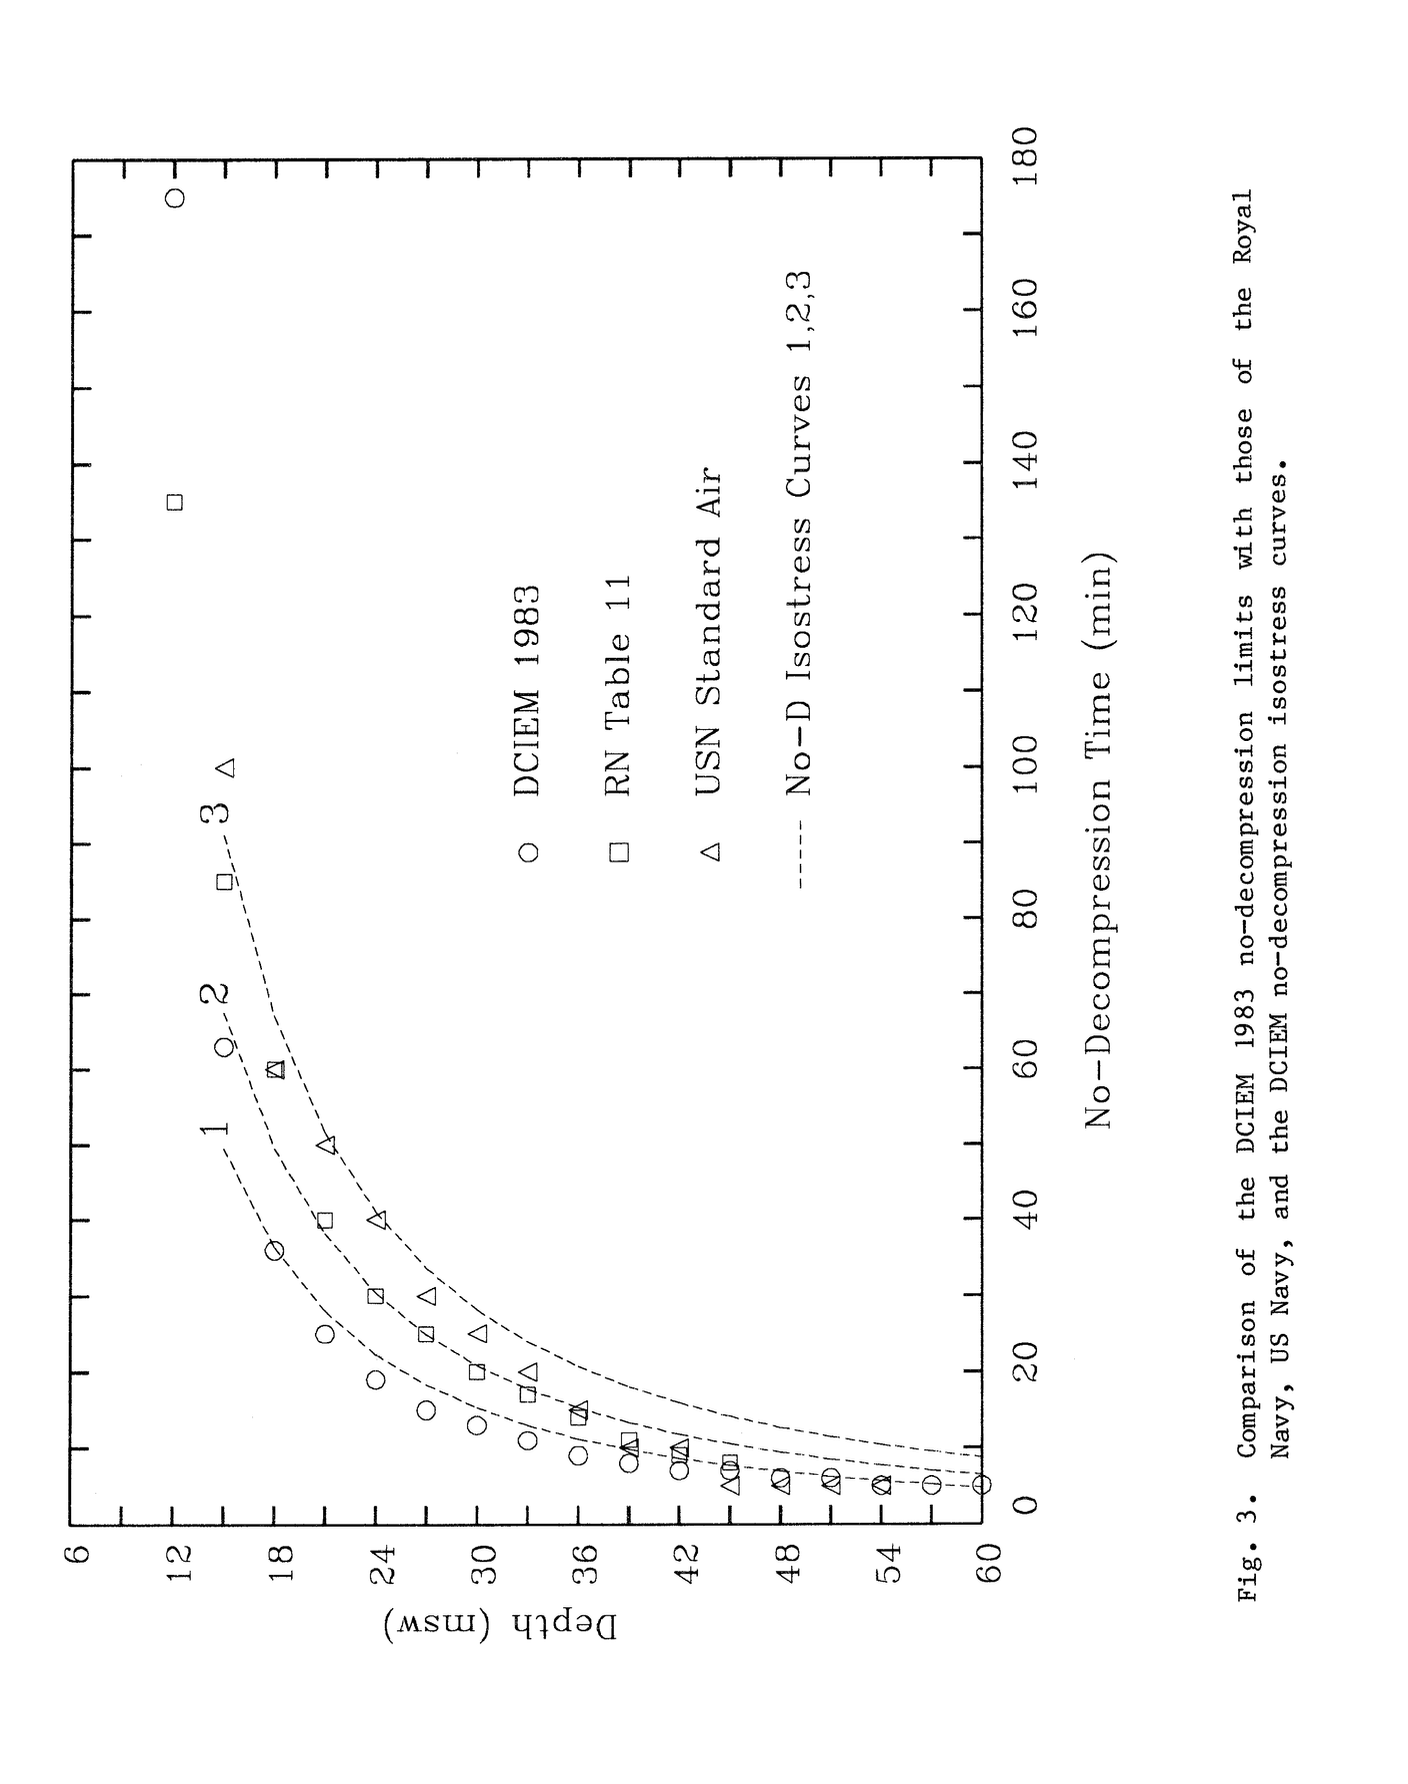 6
12
18
24
30
36
42
48
54
60
Depth (msw)
1
2
3
○ DCIEM 1983
□ RN Table 11
△ USN Standard Air
----- No-D Isostress Curves 1,2,3
0 20 40 60 80 100 120 140 160 180
No-Decompression Time (min)
Fig. 3. Comparison of the DCIEM 1983 no-decompression limits with those of the Royal
Navy, US Navy, and the DCIEM no-decompression isostress curves.